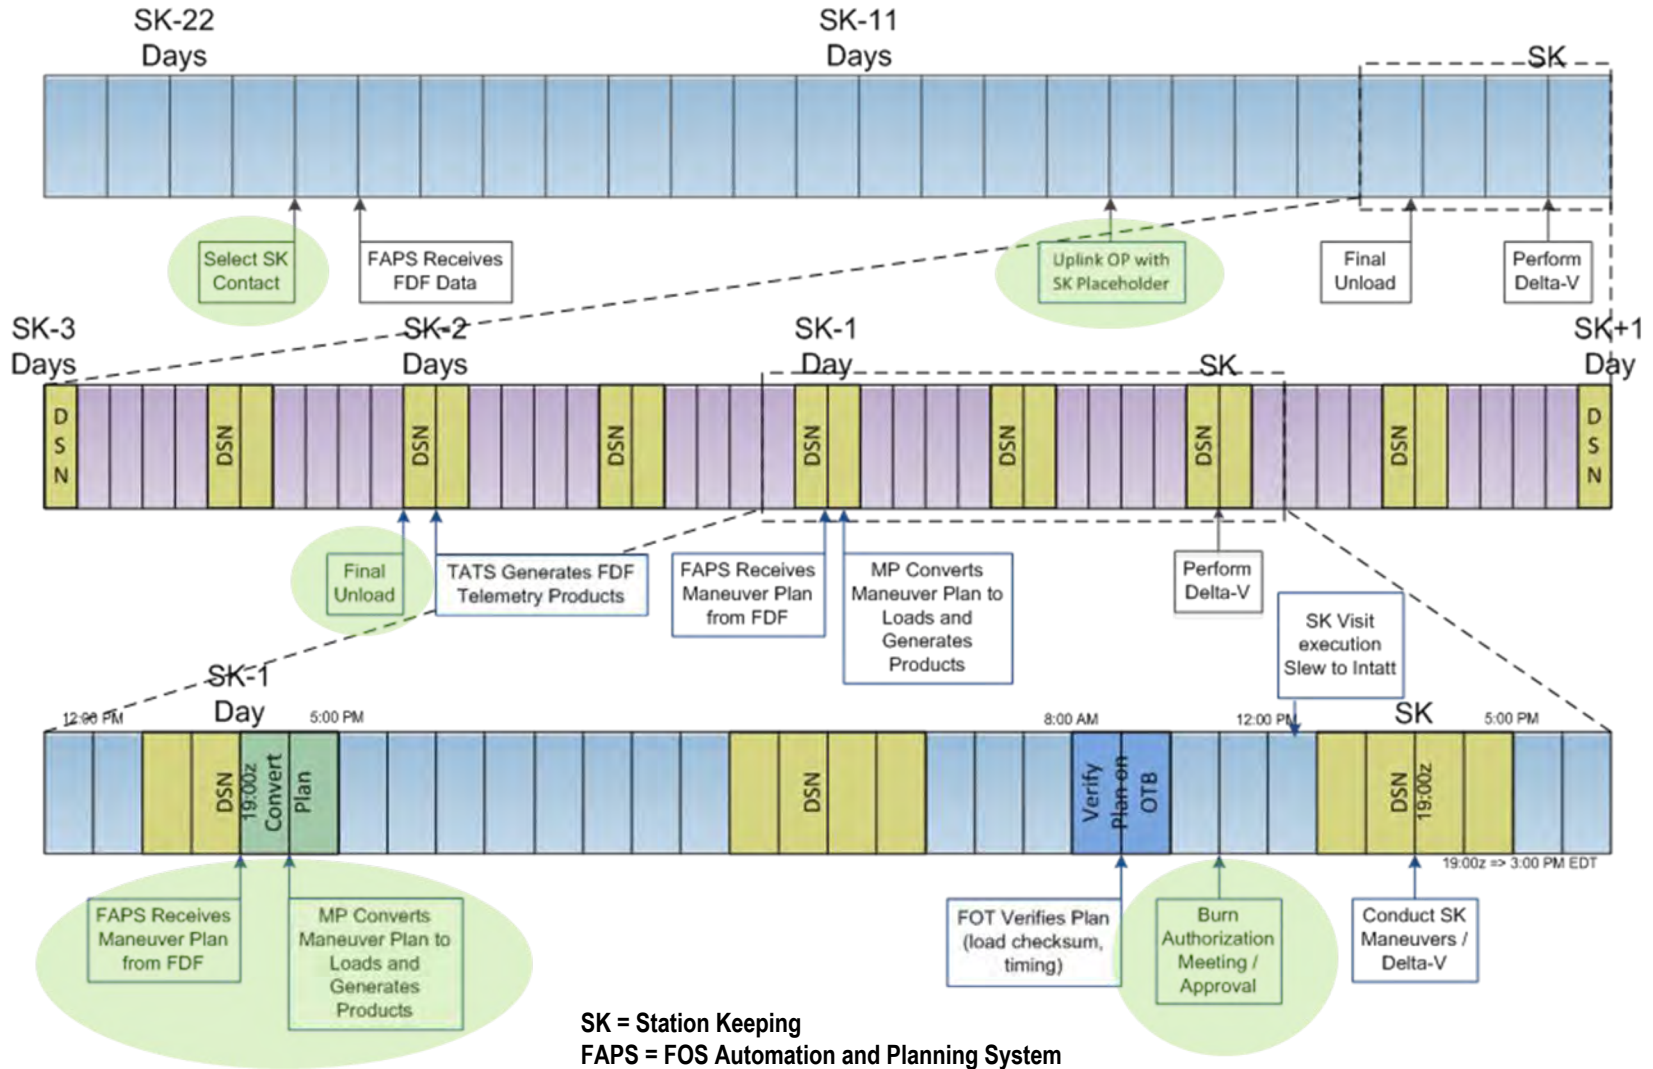 SK-22
Days
SK-11
Days
SK
Select SK
Contact
FAPS Receives
FDF Data
Uplink OP with
SK Placeholder
Final
Unload
Perform
Delta-V
SK-3
Days
SK-2
Days
SK-1
Day
SK
SK+1
Day
D
S
N
DSN
DSN
DSN
DSN
DSN
DSN
DSN
D
S
N
Final
Unload
TATS Generates FDF
Telemetry Products
FAPS Receives
Maneuver Plan
from FDF
MP Converts
Maneuver Plan to
Loads and
Generates
Products
Perform
Delta-V
SK Visit
execution
Slew to Intatt
SK-1
Day
SK
12:00 PM
5:00 PM
8:00 AM
12:00 PM
5:00 PM
DSN
19:00z
Convert
Plan
DSN
Verify
Plan on
OTB
DSN
19:00z
19:00z => 3:00 PM EDT
FAPS Receives
Maneuver Plan
from FDF
MP Converts
Maneuver Plan to
Loads and
Generates
Products
FOT Verifies Plan
(load checksum,
timing)
Burn
Authorization
Meeting /
Approval
Conduct SK
Maneuvers /
Delta-V
SK = Station Keeping
FAPS = FOS Automation and Planning System